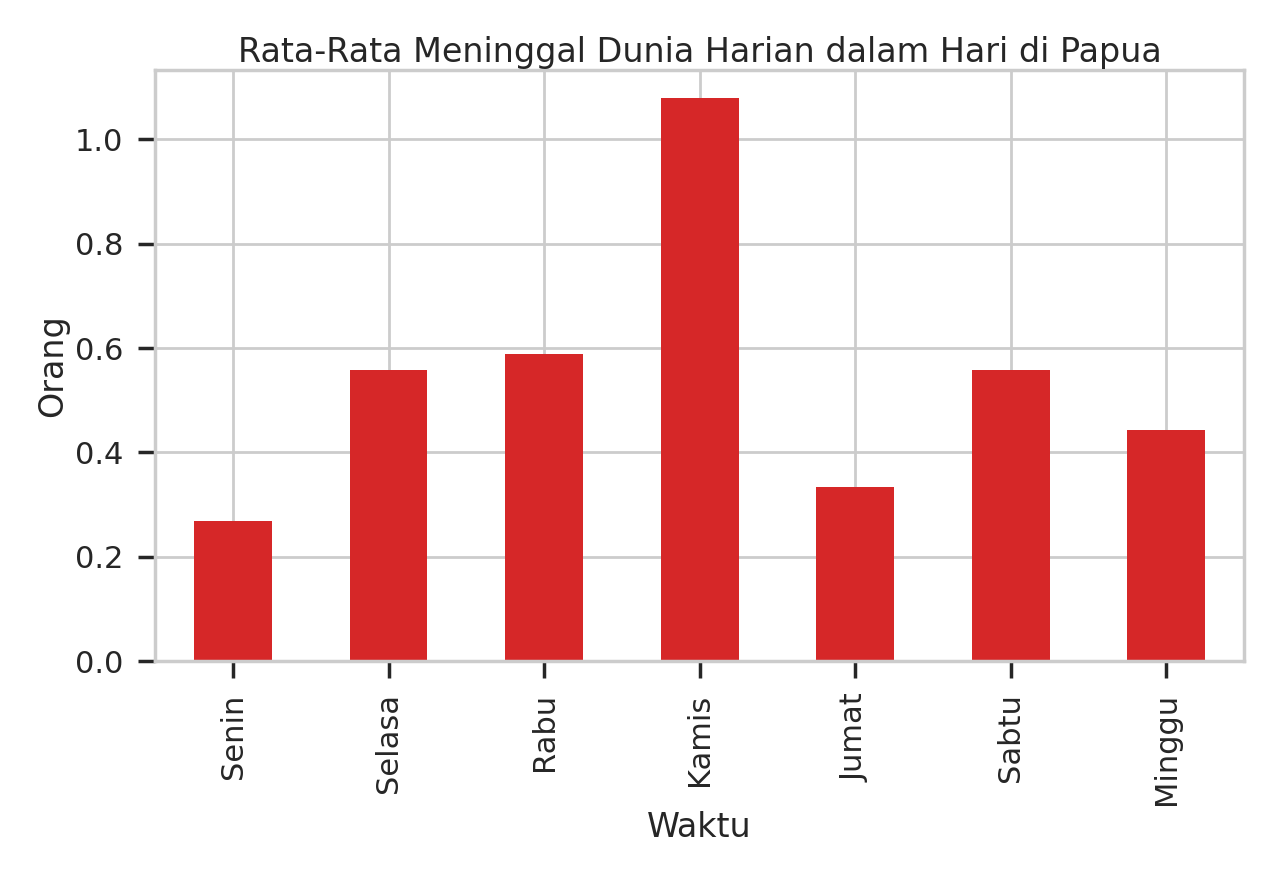 Rata-Rata Meninggal Dunia Harian dalam Hari di Papua
1.0
0.8
0.6
0.4
0.2
0.0
Orang
Senin
Selasa
Rabu
Kamis
Jumat
Sabtu
Minggu
Waktu